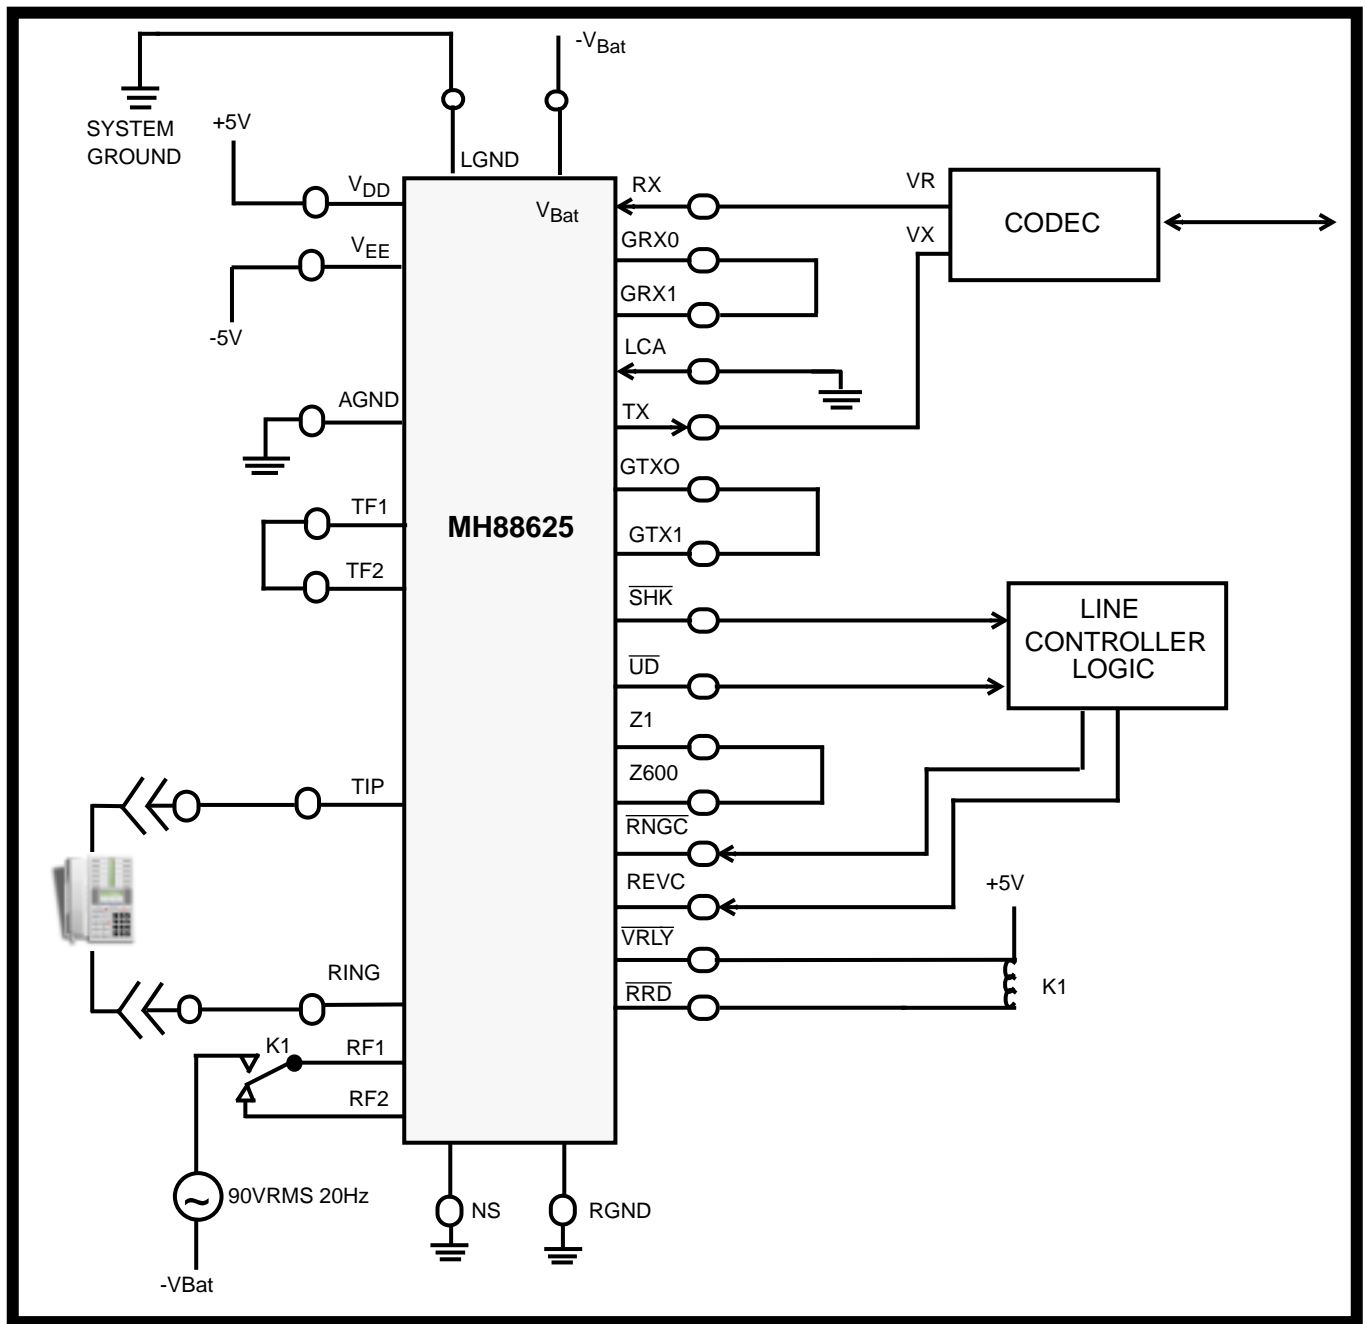 -VBat
SYSTEM
GROUND
+5V
LGND
VDD
VBat
RX
VR
CODEC
VEE
GRX0
VX
GRX1
-5V
LCA
AGND
TX
GTXO
TF1
MH88625
GTX1
TF2
SHK
LINE
CONTROLLER
LOGIC
UD
Z1
Z600
TIP
RNGC
REVC
+5V
VRLY
RING
RRD
K1
K1
RF1
RF2
~
90VRMS 20Hz
NS
RGND
-VBat